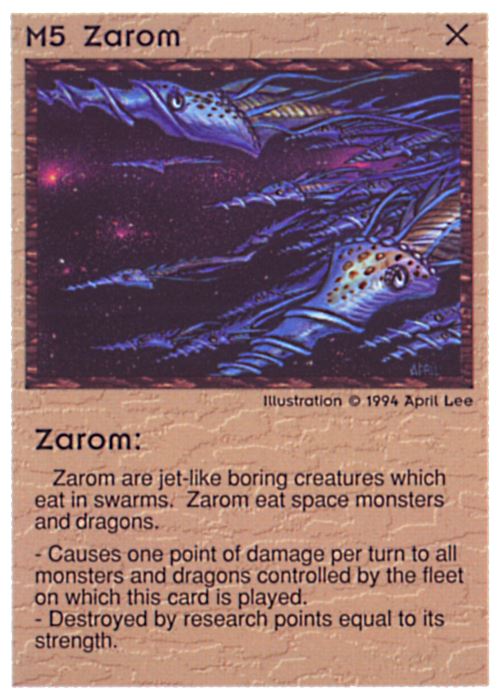 M5 Zarom X
APRIL
Illustration © 1994 April Lee
Zarom:
Zarom are jet-like boring creatures which
eat in swarms. Zarom eat space monsters
and dragons.
- Causes one point of damage per turn to all
monsters and dragons controlled by the fleet
on which this card is played.
- Destroyed by research points equal to its
strength.